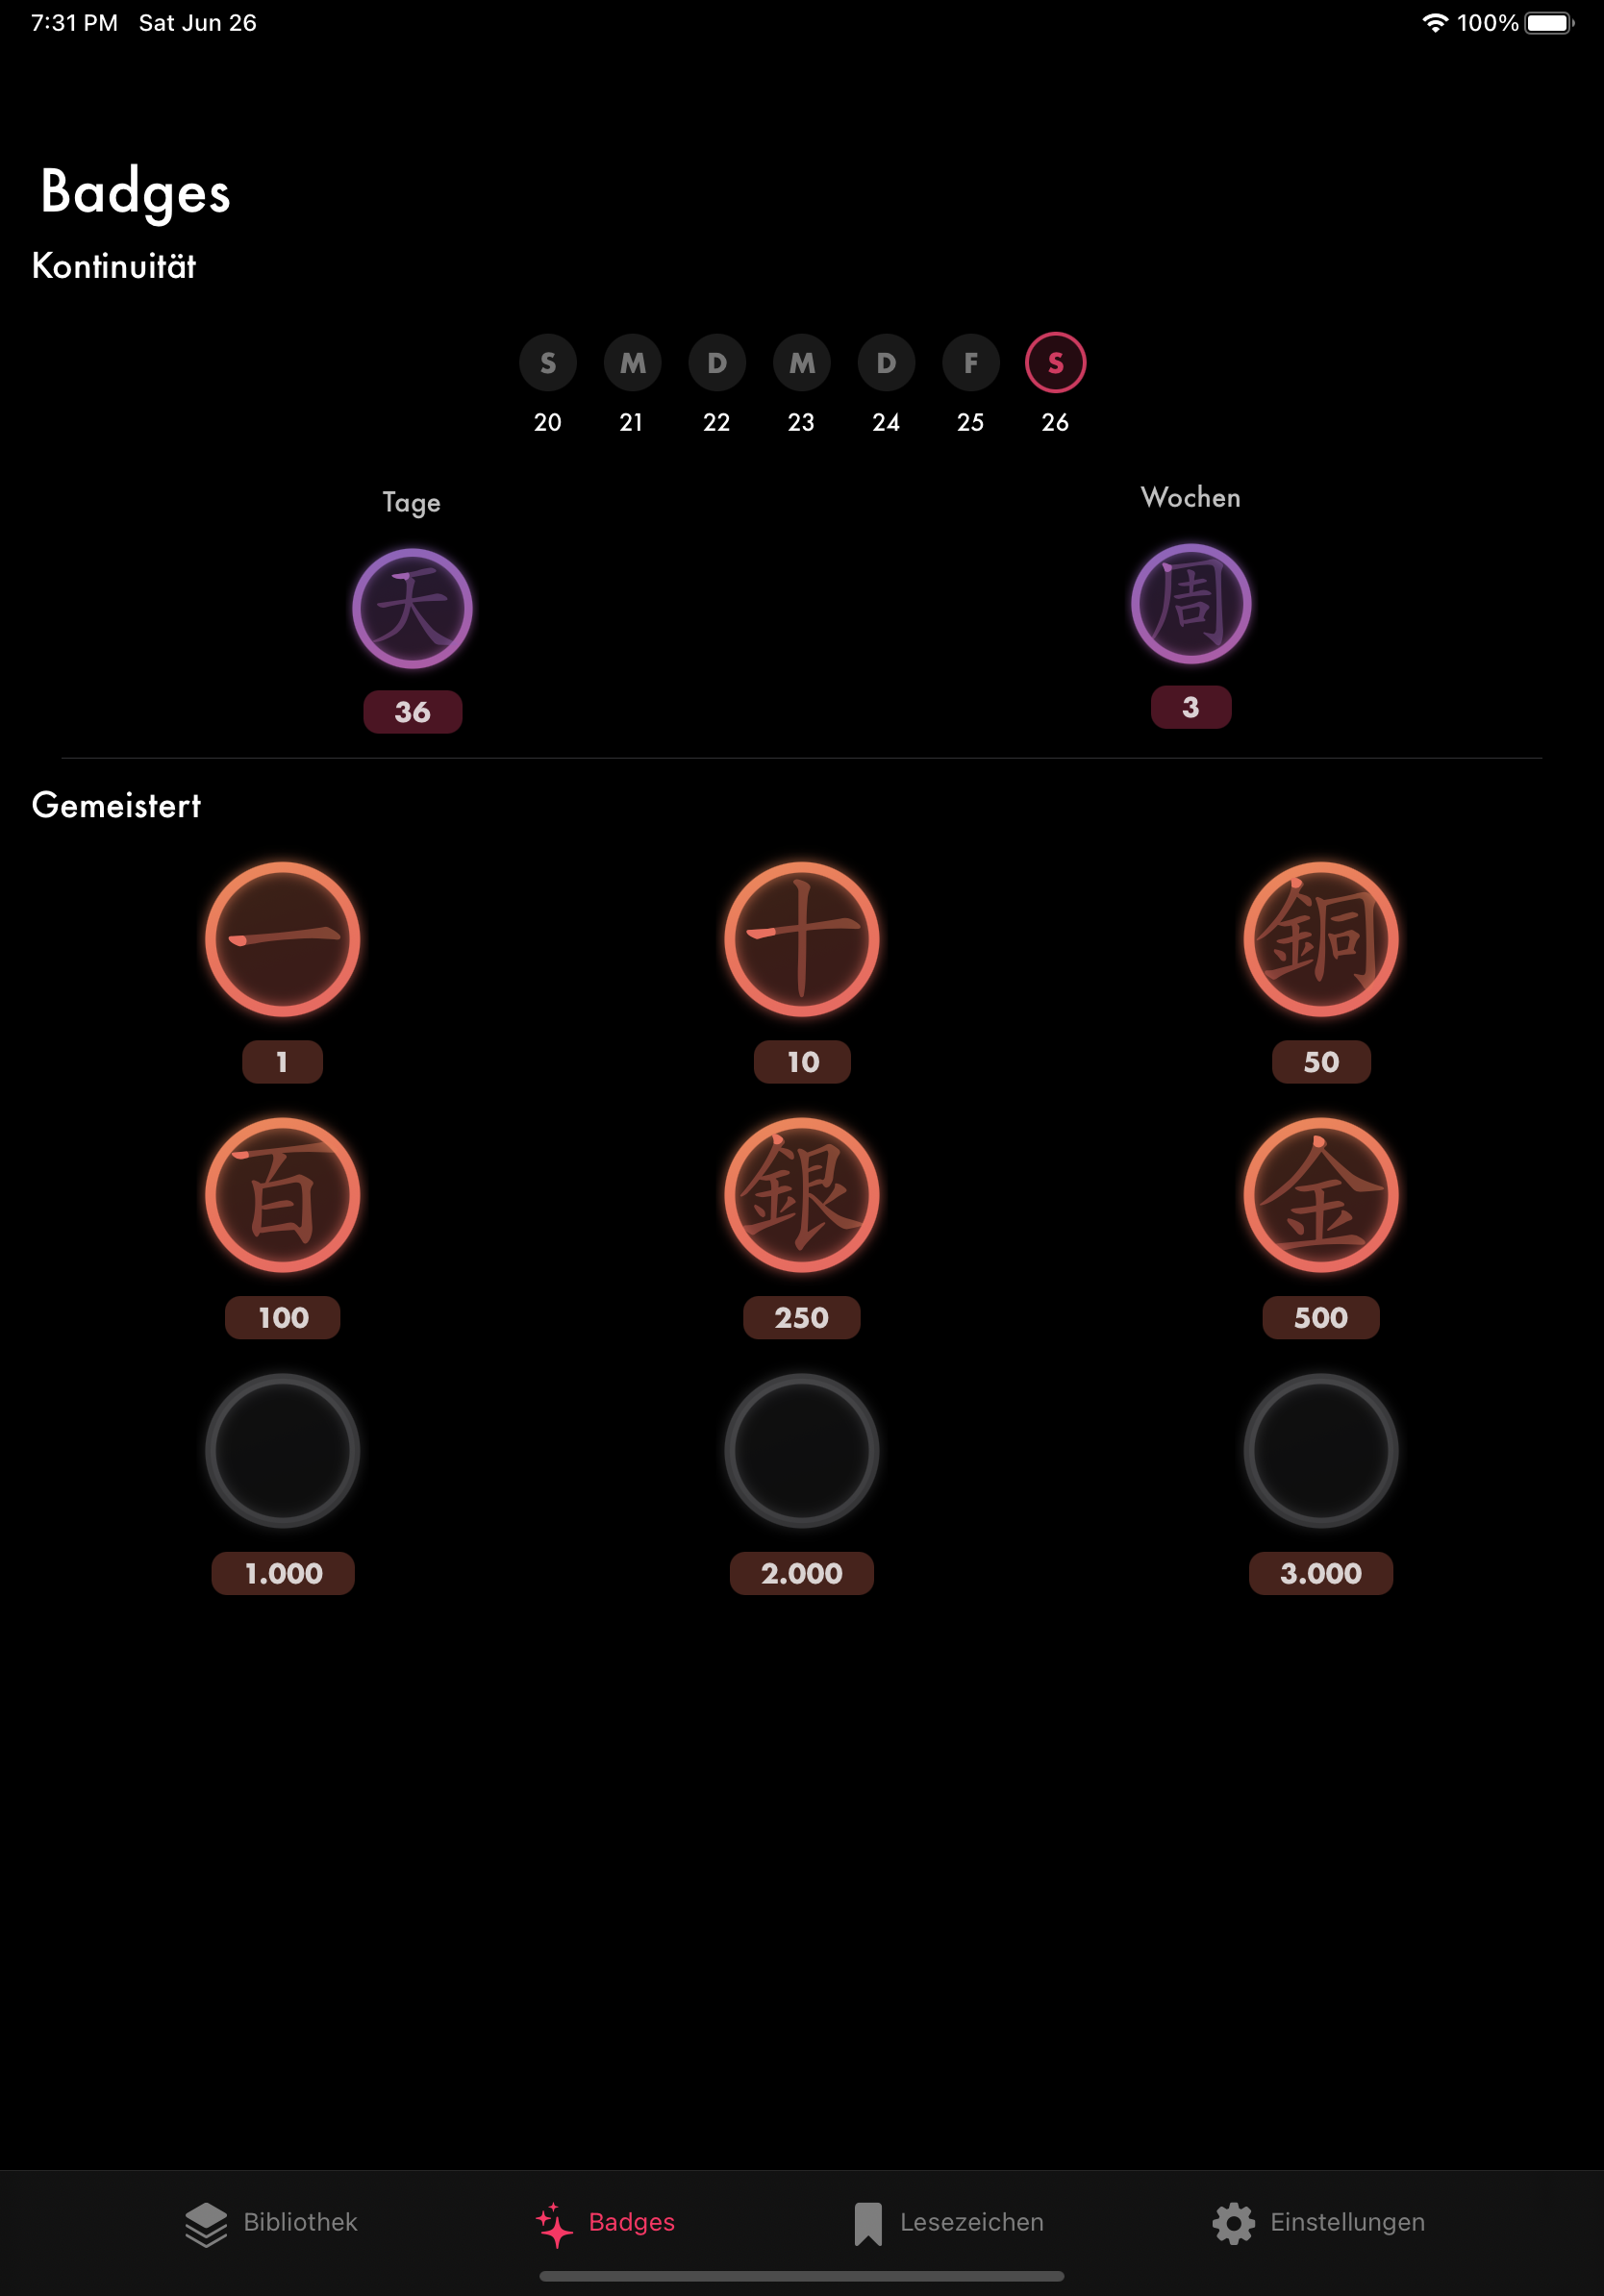 7:31 PM Sat Jun 26
100%
Badges
Kontinuität
S M D M D F S
20 21 22 23 24 25 26
Tage Wochen
天 周
36 3
Gemeistert
一 十 銅
1 10 50
百 銀 金
100 250 500
1.000 2.000 3.000
Bibliothek Badges Lesezeichen Einstellungen